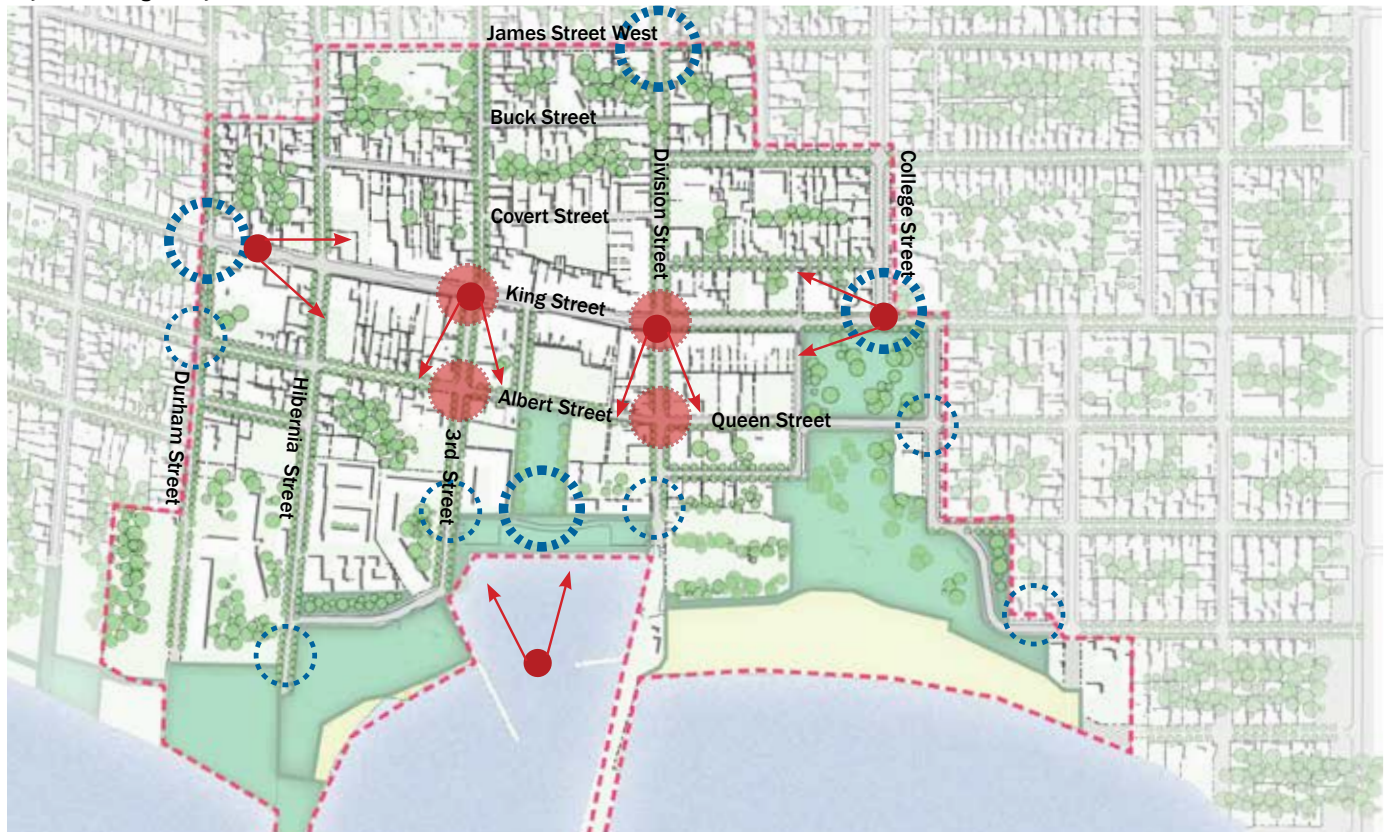 James Street West
Buck Street
Division Street
College Street
Covert Street
King Street
Durham Street
Hibernia Street
3rd Street
Albert Street
Queen Street